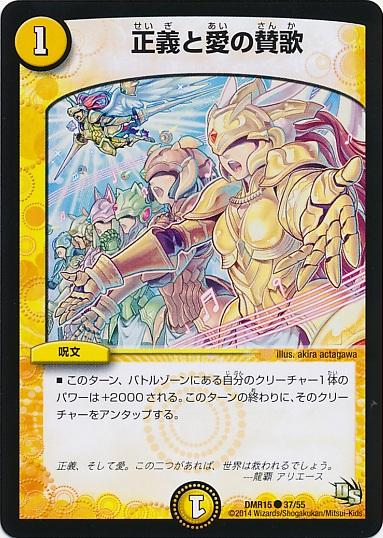 1
せいぎ あい さんか
正義と愛の賛歌
呪文
illus. akira actagawa
■ このターン、バトルゾーンにある自分のクリーチャー1体の
パワーは+2000される。このターンの終わりに、そのクリ
ーチャーをアンタップする。
正義、そして愛。この二つがあれば、世界は救われるでしょう。
---龍覇 アリエース
1
DS
DMR15 ● 37/55
©2014 Wizards/Shogakukan/Mitsui-Kids